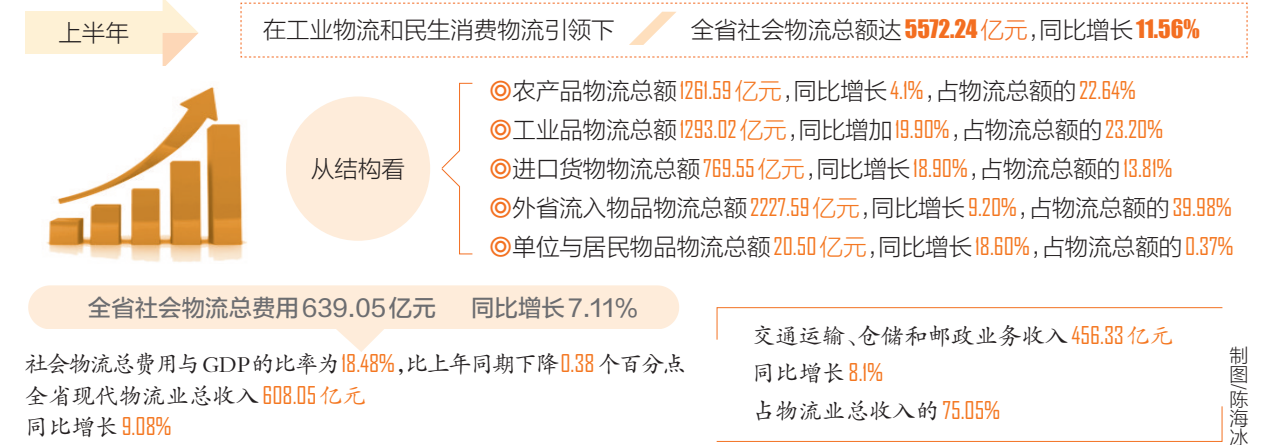 上半年
在工业物流和民生消费物流引领下 全省社会物流总额达5572.24亿元,同比增长11.56%
从结构看
◎农产品物流总额1261.59亿元,同比增长4.1%,占物流总额的22.64%
◎工业品物流总额1293.02亿元,同比增加19.90%,占物流总额的23.20%
◎进口货物物流总额769.55亿元,同比增长18.90%,占物流总额的13.81%
◎外省流入物品物流总额2227.59亿元,同比增长9.20%,占物流总额的39.98%
◎单位与居民物品物流总额20.50亿元,同比增长18.60%,占物流总额的0.37%
全省社会物流总费用639.05亿元 同比增长7.11%
社会物流总费用与GDP的比率为18.48%,比上年同期下降0.38个百分点
全省现代物流业总收入608.05亿元
同比增长9.08%
交通运输、仓储和邮政业务收入456.33亿元
同比增长8.1%
占物流业总收入的75.05%
制图/陈海冰